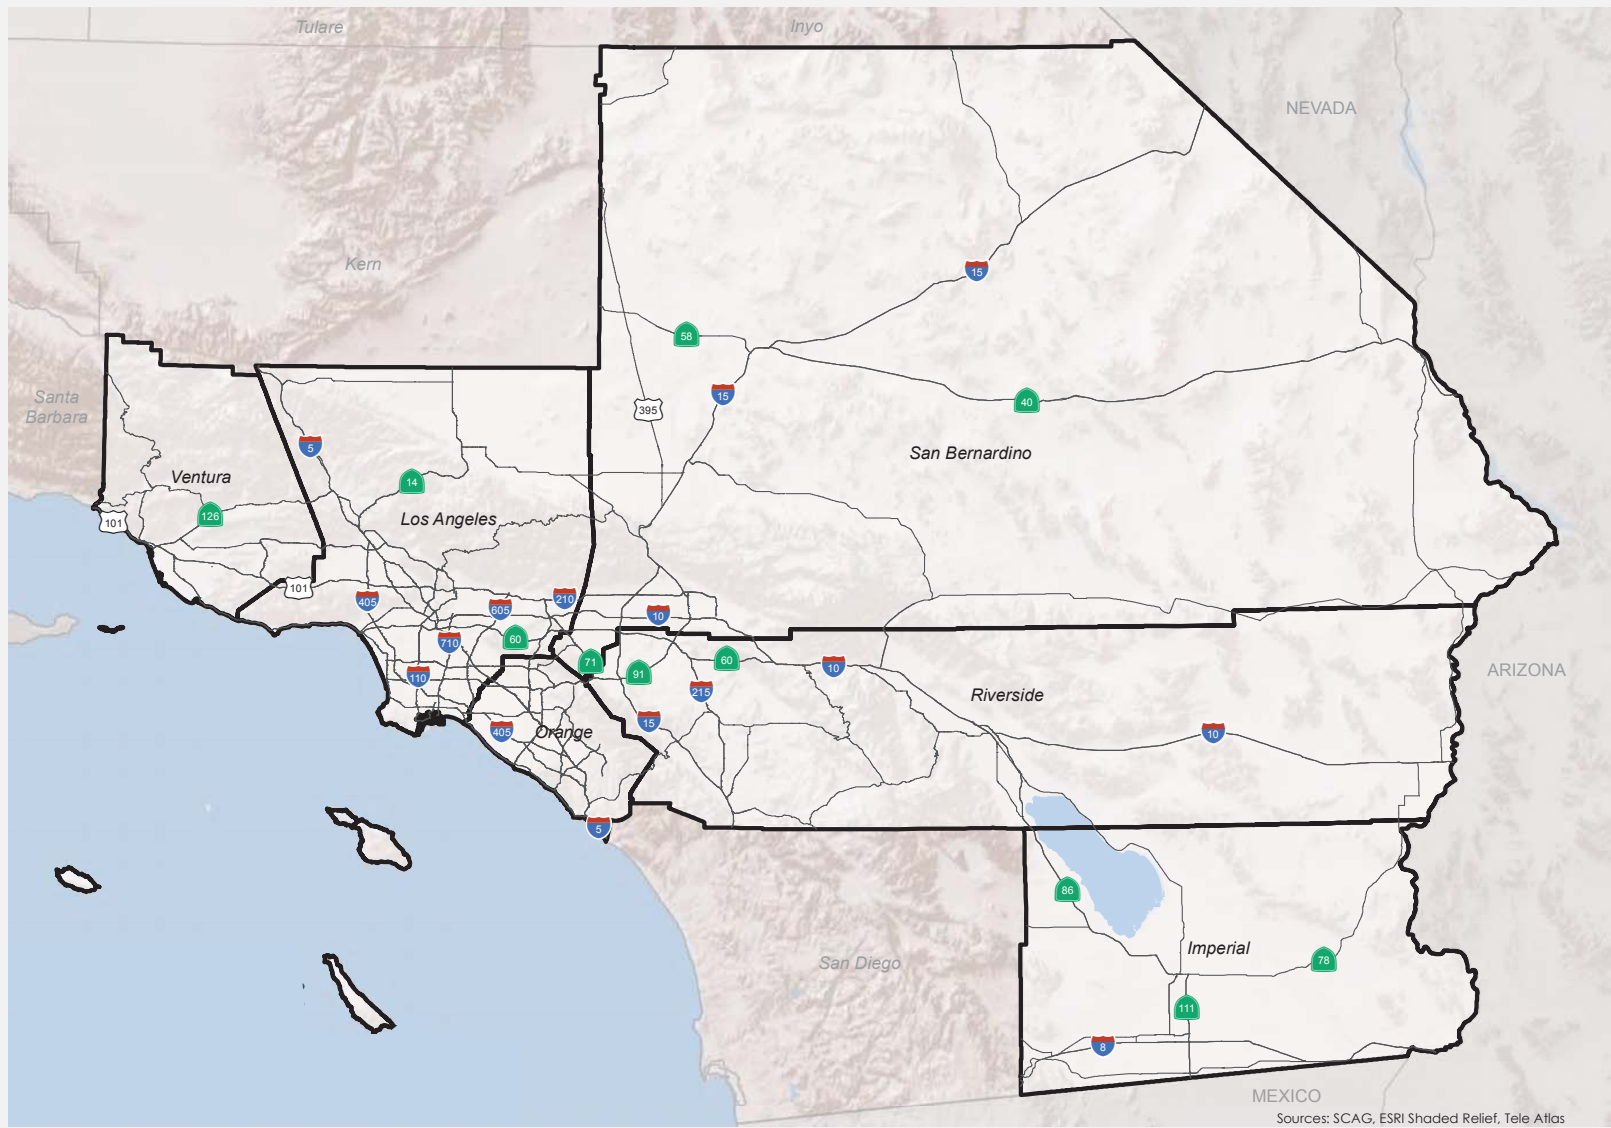 Tulare
Inyo
NEVADA
Kern
15
58
15
395
40
Santa
Barbara
5
San Bernardino
Ventura
14
126
Los Angeles
101
101
405
605
210
10
710
60
71
91
60
10
ARIZONA
110
215
Riverside
405
Orange
15
10
5
86
Imperial
San Diego
78
111
8
MEXICO
Sources: SCAG, ESRI Shaded Relief, Tele Atlas